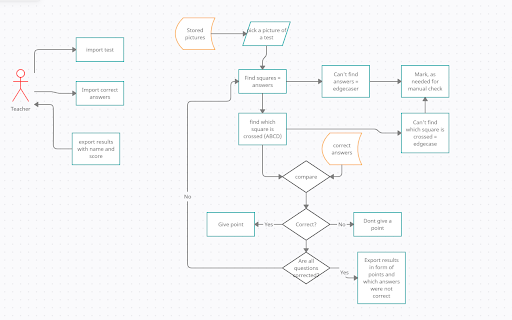 Stored
pictures
ick a picture of
a test
import test
Find squares =
answers
Can't find
answers =
edgecaser
Mark, as
needed for
manual check
Import correct
answers
Teacher
find which
square is
crossed (ABCD)
Can't find
which square is
crossed =
edgecase
correct
answers
export results
with name and
score
compare
No
Give point
Yes
Correct?
No
Dont give a
point
Are all
questions
corrected?
Yes
Export results
in form of
points and
which answers
were not
correct